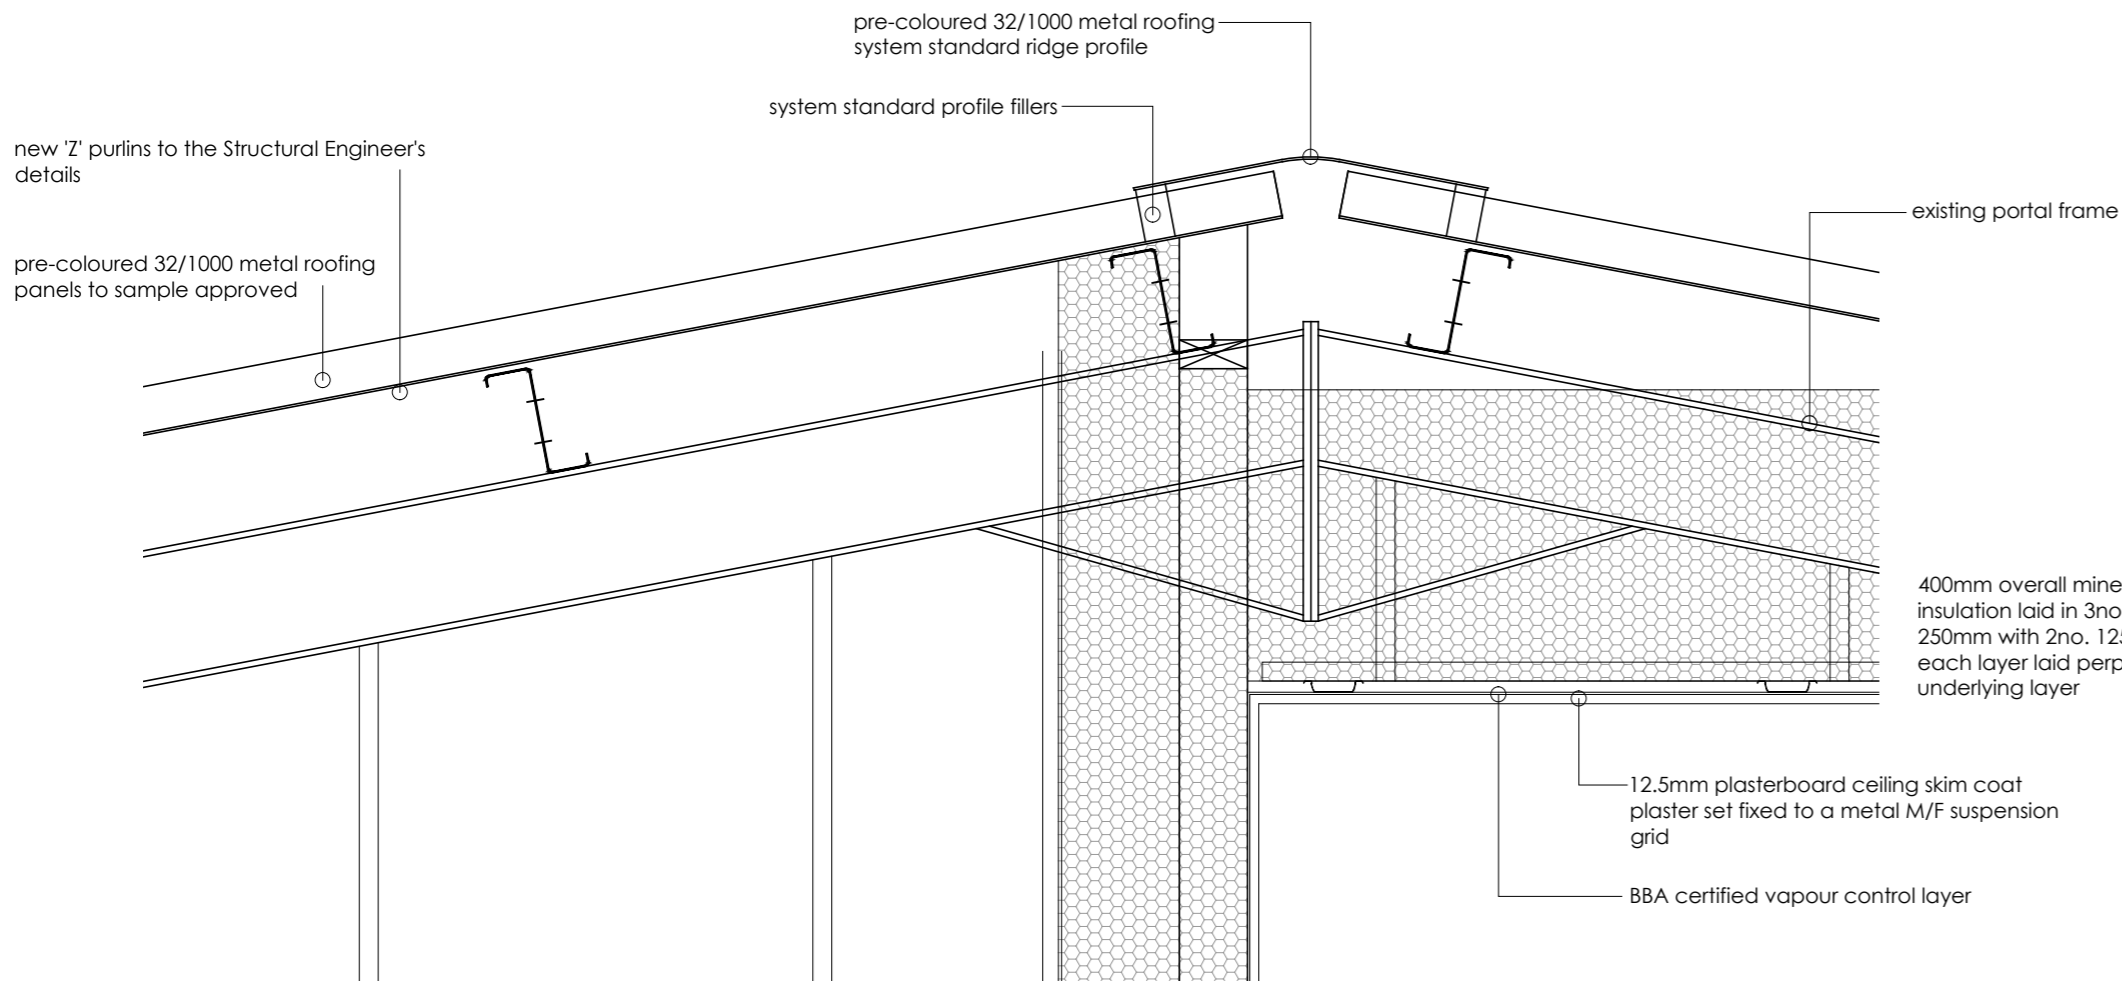 pre-coloured 32/1000 metal roofing
system standard ridge profile
system standard profile fillers
new 'Z' purlins to the Structural Engineer's
details
pre-coloured 32/1000 metal roofing
panels to sample approved
existing portal frame
400mm overall mine
insulation laid in 3no
250mm with 2no. 125
each layer laid perp
underlying layer
12.5mm plasterboard ceiling skim coat
plaster set fixed to a metal M/F suspension
grid
BBA certified vapour control layer